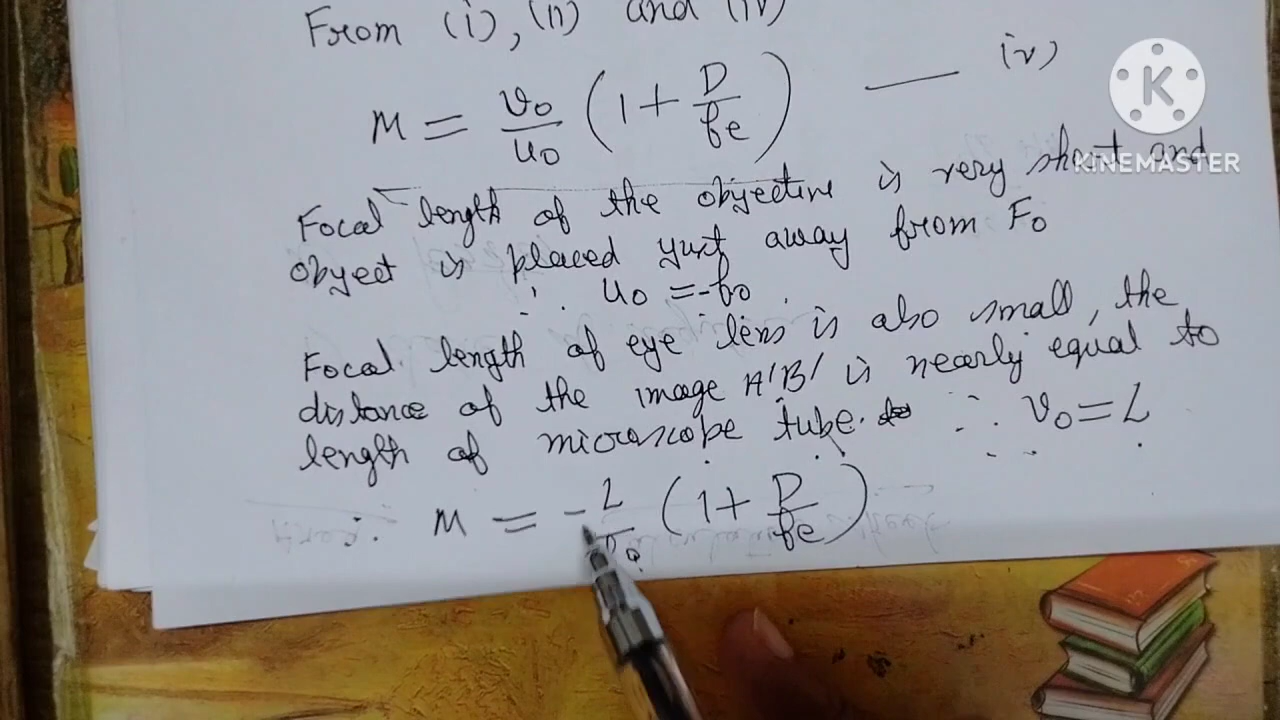 From (i), (ii) and (iv)
M = v₀/u₀ (1 + D/fe) — (v)
K
KINEMASTER
Focal length of the objective is very short and
object is placed just away from F₀
∴ u₀ = -f₀
Focal length of eye lens is also small, the
distance of the image A'B' is nearly equal to
length of microscope tube. ∴ v₀ = L
∴ M = - L/f₀ (1 + D/fe)